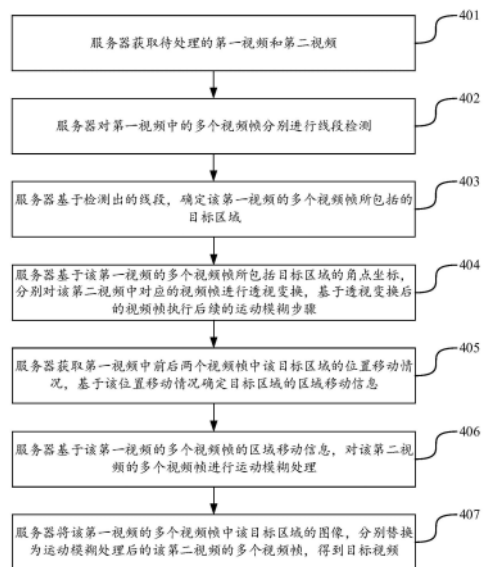 401
服务器获取待处理的第一视频和第二视频
402
服务器对第一视频中的多个视频帧分别进行线段检测
403
服务器基于检测出的线段，确定该第一视频的多个视频帧所包括的
目标区域
404
服务器基于该第一视频的多个视频帧所包括目标区域的角点坐标，
分别对该第二视频中对应的视频帧进行透视变换，基于透视变换后
的视频帧执行后续的运动模糊步骤
405
服务器获取第一视频中前后两个视频帧中该目标区域的位置移动情
况，基于该位置移动情况确定目标区域的区域移动信息
406
服务器基于该第一视频的多个视频帧的区域移动信息，对该第二视
频的多个视频帧进行运动模糊处理
407
服务器将该第一视频的多个视频帧中该目标区域的图像，分别替换
为运动模糊处理后的该第二视频的多个视频帧，得到目标视频